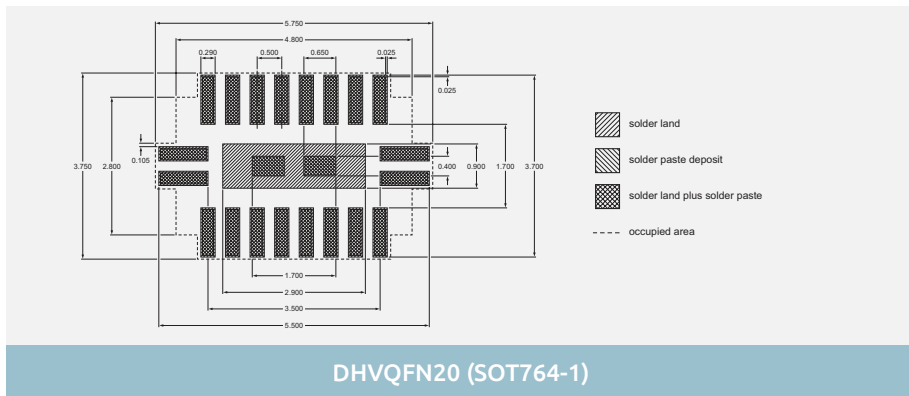 5.750
4.800
0.290 0.500 0.650 0.025
0.025
solder land
0.105
3.750 2.800 0.400 0.900 1.700 3.700
solder paste deposit
solder land plus solder paste
occupied area
1.700
2.900
3.500
5.500
DHVQFN20 (SOT764-1)